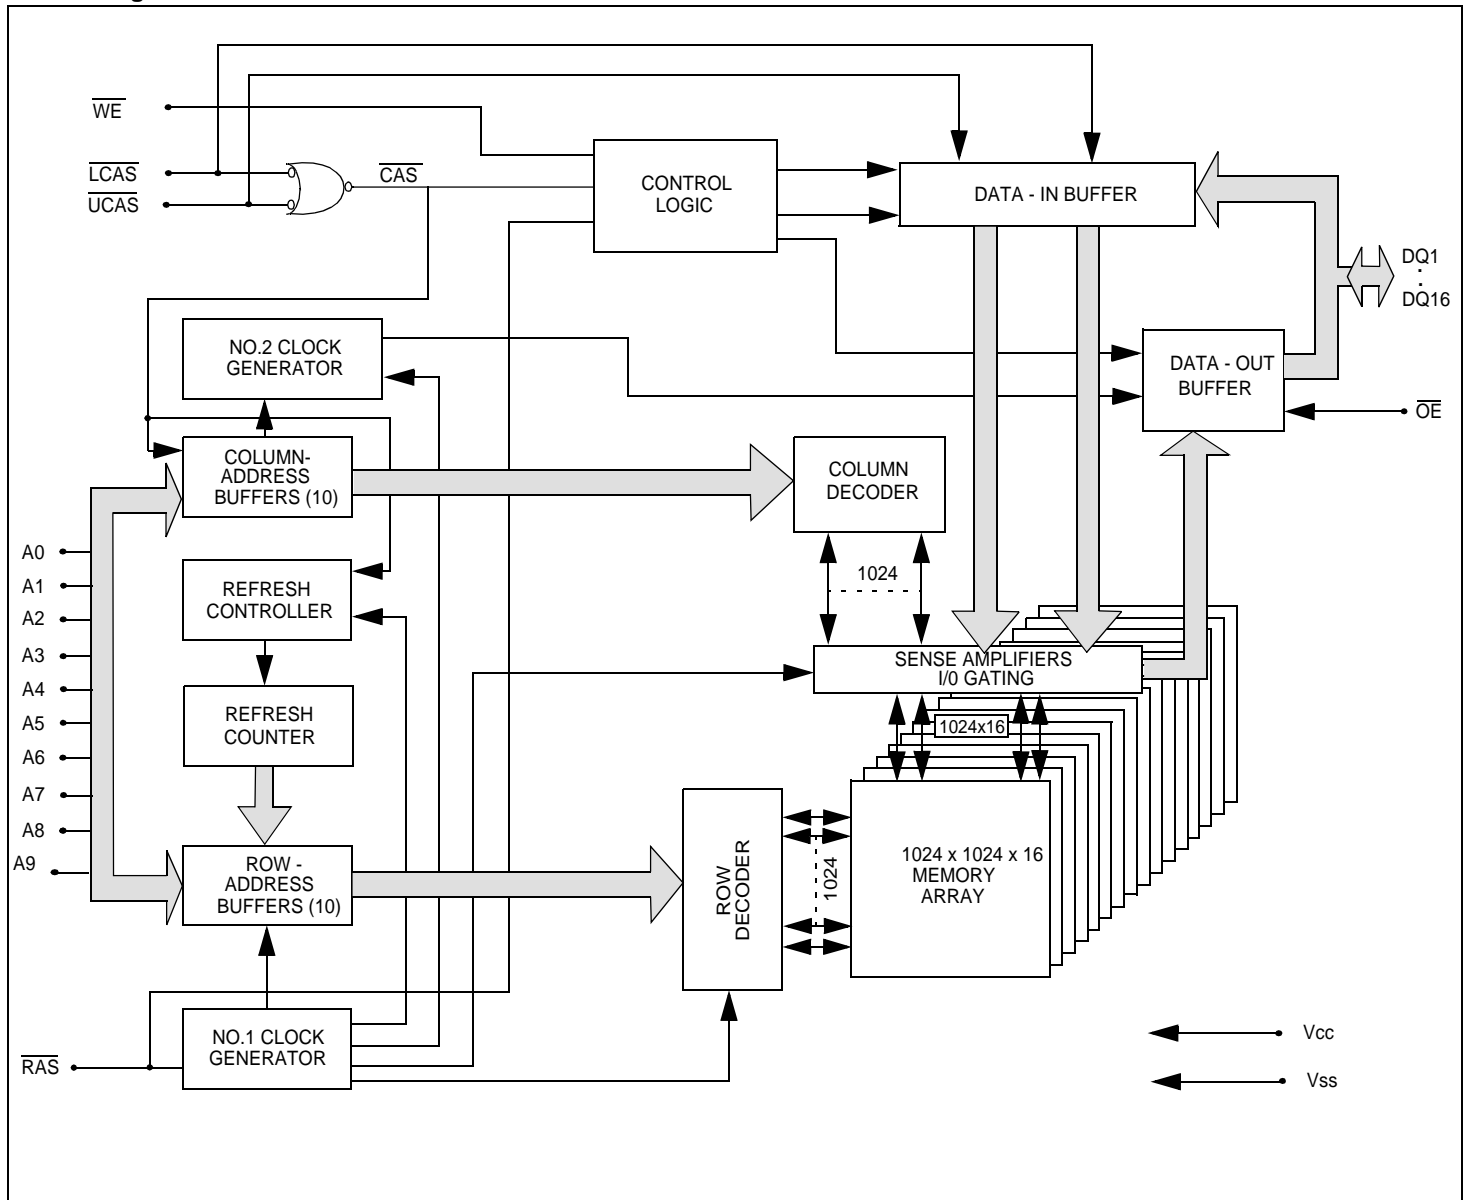 WE
LCAS
UCAS
CAS
CONTROL
LOGIC
DATA - IN BUFFER
DQ1
.
.
DQ16
NO.2 CLOCK
GENERATOR
DATA - OUT
BUFFER
OE
COLUMN-
ADDRESS
BUFFERS (10)
COLUMN
DECODER
A0
A1
A2
A3
A4
A5
A6
A7
A8
A9
REFRESH
CONTROLLER
1024
SENSE AMPLIFIERS
I/0 GATING
REFRESH
COUNTER
1024x16
ROW -
ADDRESS
BUFFERS (10)
ROW
DECODER
1024
1024 x 1024 x 16
MEMORY
ARRAY
NO.1 CLOCK
GENERATOR
RAS
Vcc
Vss